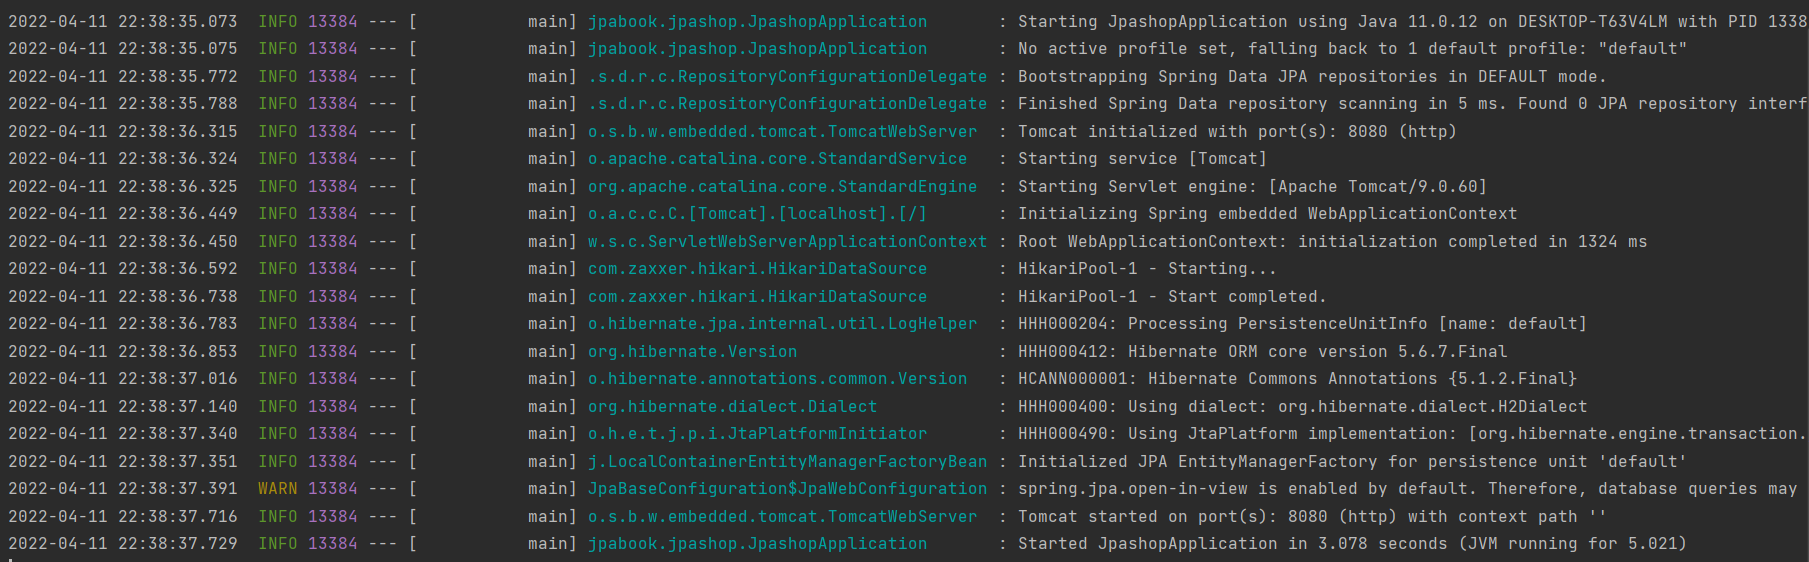 2022-04-11 22:38:35.073  INFO 13384 --- [           main] jpabook.jpashop.JpashopApplication       : Starting JpashopApplication using Java 11.0.12 on DESKTOP-T63V4LM with PID 1338
2022-04-11 22:38:35.075  INFO 13384 --- [           main] jpabook.jpashop.JpashopApplication       : No active profile set, falling back to 1 default profile: "default"
2022-04-11 22:38:35.772  INFO 13384 --- [           main] .s.d.r.c.RepositoryConfigurationDelegate : Bootstrapping Spring Data JPA repositories in DEFAULT mode.
2022-04-11 22:38:35.788  INFO 13384 --- [           main] .s.d.r.c.RepositoryConfigurationDelegate : Finished Spring Data repository scanning in 5 ms. Found 0 JPA repository interf
2022-04-11 22:38:36.315  INFO 13384 --- [           main] o.s.b.w.embedded.tomcat.TomcatWebServer  : Tomcat initialized with port(s): 8080 (http)
2022-04-11 22:38:36.324  INFO 13384 --- [           main] o.apache.catalina.core.StandardService   : Starting service [Tomcat]
2022-04-11 22:38:36.325  INFO 13384 --- [           main] org.apache.catalina.core.StandardEngine  : Starting Servlet engine: [Apache Tomcat/9.0.60]
2022-04-11 22:38:36.449  INFO 13384 --- [           main] o.a.c.c.C.[Tomcat].[localhost].[/]       : Initializing Spring embedded WebApplicationContext
2022-04-11 22:38:36.450  INFO 13384 --- [           main] w.s.c.ServletWebServerApplicationContext : Root WebApplicationContext: initialization completed in 1324 ms
2022-04-11 22:38:36.592  INFO 13384 --- [           main] com.zaxxer.hikari.HikariDataSource       : HikariPool-1 - Starting...
2022-04-11 22:38:36.738  INFO 13384 --- [           main] com.zaxxer.hikari.HikariDataSource       : HikariPool-1 - Start completed.
2022-04-11 22:38:36.783  INFO 13384 --- [           main] o.hibernate.jpa.internal.util.LogHelper  : HHH000204: Processing PersistenceUnitInfo [name: default]
2022-04-11 22:38:36.853  INFO 13384 --- [           main] org.hibernate.Version                    : HHH000412: Hibernate ORM core version 5.6.7.Final
2022-04-11 22:38:37.016  INFO 13384 --- [           main] o.hibernate.annotations.common.Version   : HCANN000001: Hibernate Commons Annotations {5.1.2.Final}
2022-04-11 22:38:37.140  INFO 13384 --- [           main] org.hibernate.dialect.Dialect            : HHH000400: Using dialect: org.hibernate.dialect.H2Dialect
2022-04-11 22:38:37.340  INFO 13384 --- [           main] o.h.e.t.j.p.i.JtaPlatformInitiator       : HHH000490: Using JtaPlatform implementation: [org.hibernate.engine.transaction.
2022-04-11 22:38:37.351  INFO 13384 --- [           main] j.LocalContainerEntityManagerFactoryBean : Initialized JPA EntityManagerFactory for persistence unit 'default'
2022-04-11 22:38:37.391  WARN 13384 --- [           main] JpaBaseConfiguration$JpaWebConfiguration : spring.jpa.open-in-view is enabled by default. Therefore, database queries may
2022-04-11 22:38:37.716  INFO 13384 --- [           main] o.s.b.w.embedded.tomcat.TomcatWebServer  : Tomcat started on port(s): 8080 (http) with context path ''
2022-04-11 22:38:37.729  INFO 13384 --- [           main] jpabook.jpashop.JpashopApplication       : Started JpashopApplication in 3.078 seconds (JVM running for 5.021)